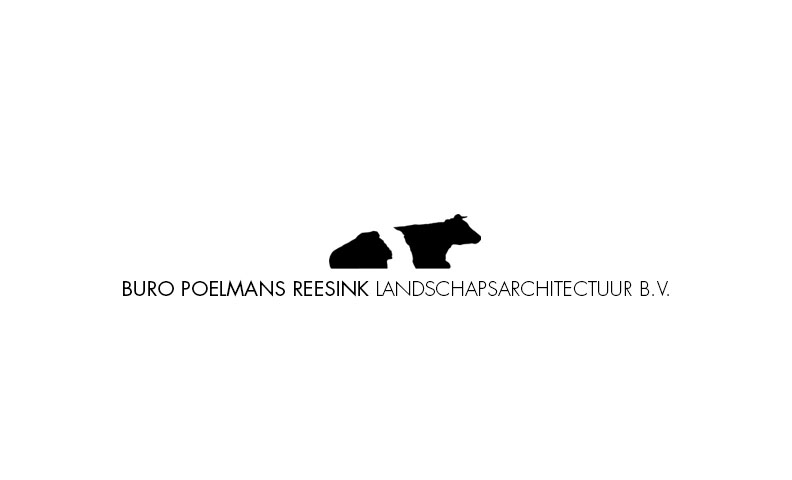 BURO POELMANS REESINK LANDSCHAPSARCHITECTUUR B.V.